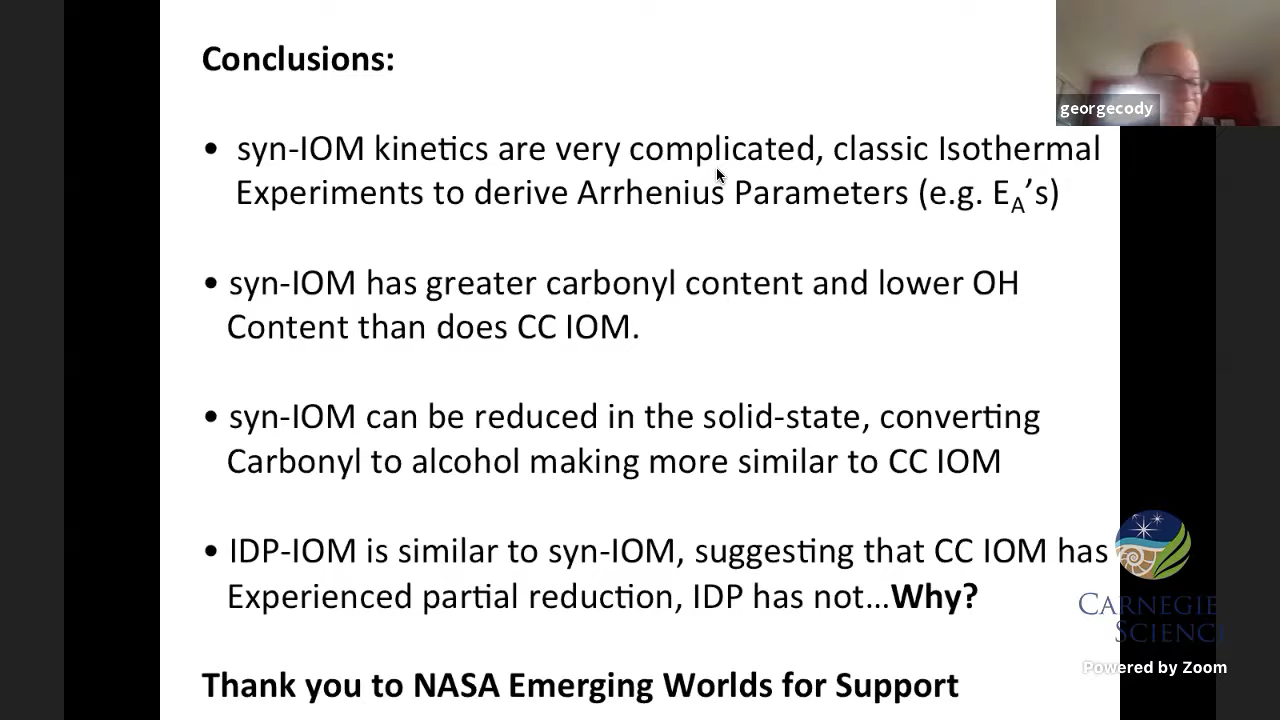 Conclusions:
georgecody
• syn-IOM kinetics are very complicated, classic Isothermal
Experiments to derive Arrhenius Parameters (e.g. EA’s)
• syn-IOM has greater carbonyl content and lower OH
Content than does CC IOM.
• syn-IOM can be reduced in the solid-state, converting
Carbonyl to alcohol making more similar to CC IOM
• IDP-IOM is similar to syn-IOM, suggesting that CC IOM has
Experienced partial reduction, IDP has not...Why?
CARNEGIE
SCIENCE
Powered by Zoom
Thank you to NASA Emerging Worlds for Support